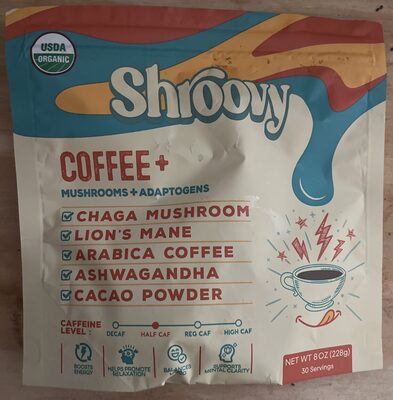 USDA
ORGANIC
Shroovy
COFFEE+
MUSHROOMS + ADAPTOGENS
CHAGA MUSHROOM
LION'S MANE
ARABICA COFFEE
ASHWAGANDHA
CACAO POWDER
CAFFEINE
LEVEL :
DECAF HALF CAF REG CAF HIGH CAF
BOOSTS
ENERGY
HELPS PROMOTE
RELAXATION
BALANCES
SUPPORTS
MENTAL CLARITY
NET WT 8 OZ (228g)
30 Servings